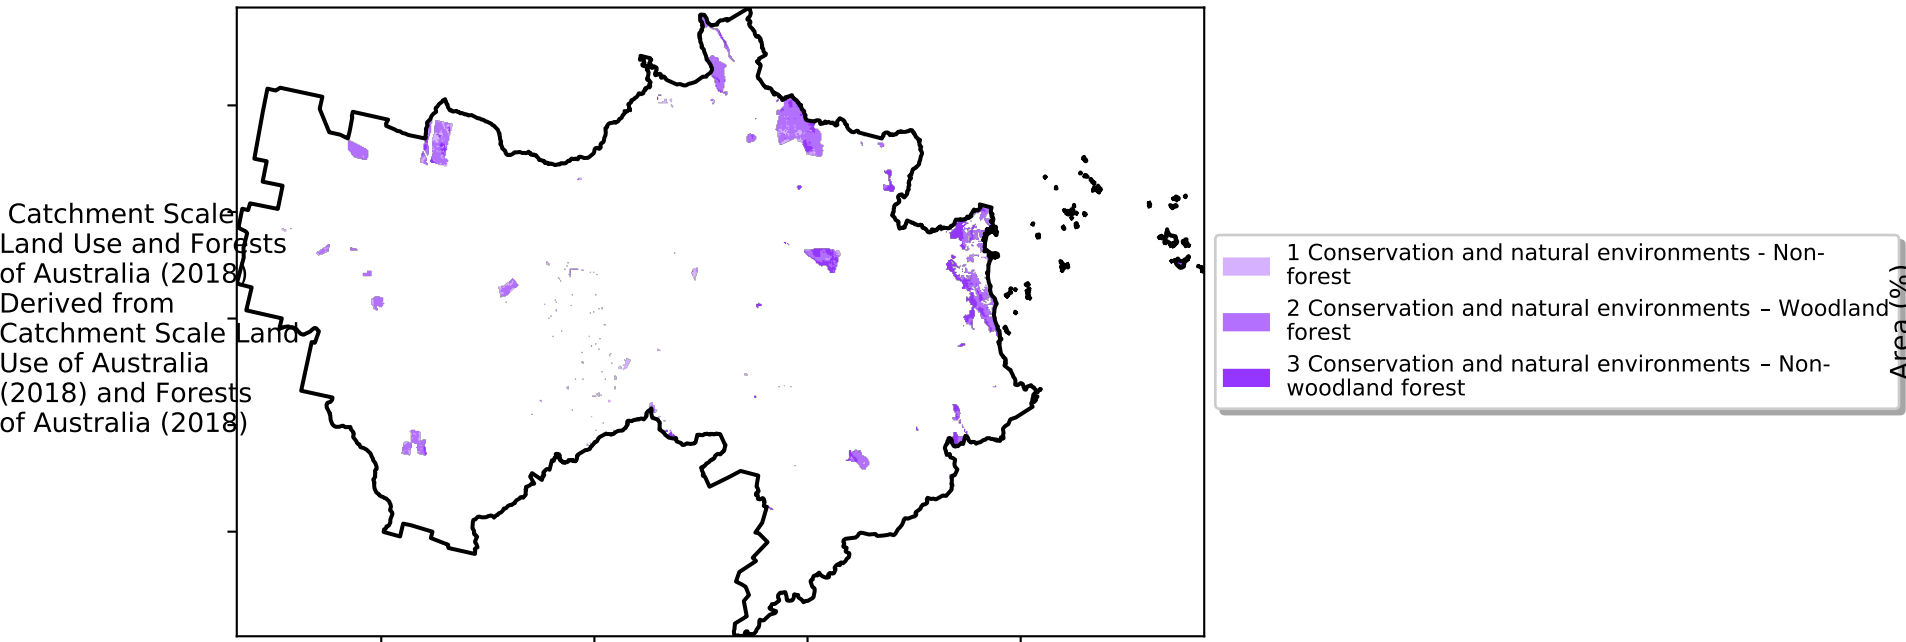 Catchment Scale
Land Use and Forests
of Australia (2018)
Derived from
Catchment Scale Land
Use of Australia
(2018) and Forests
of Australia (2018)
1 Conservation and natural environments - Non-
forest
2 Conservation and natural environments – Woodland
forest
3 Conservation and natural environments – Non-
woodland forest
Area (%)